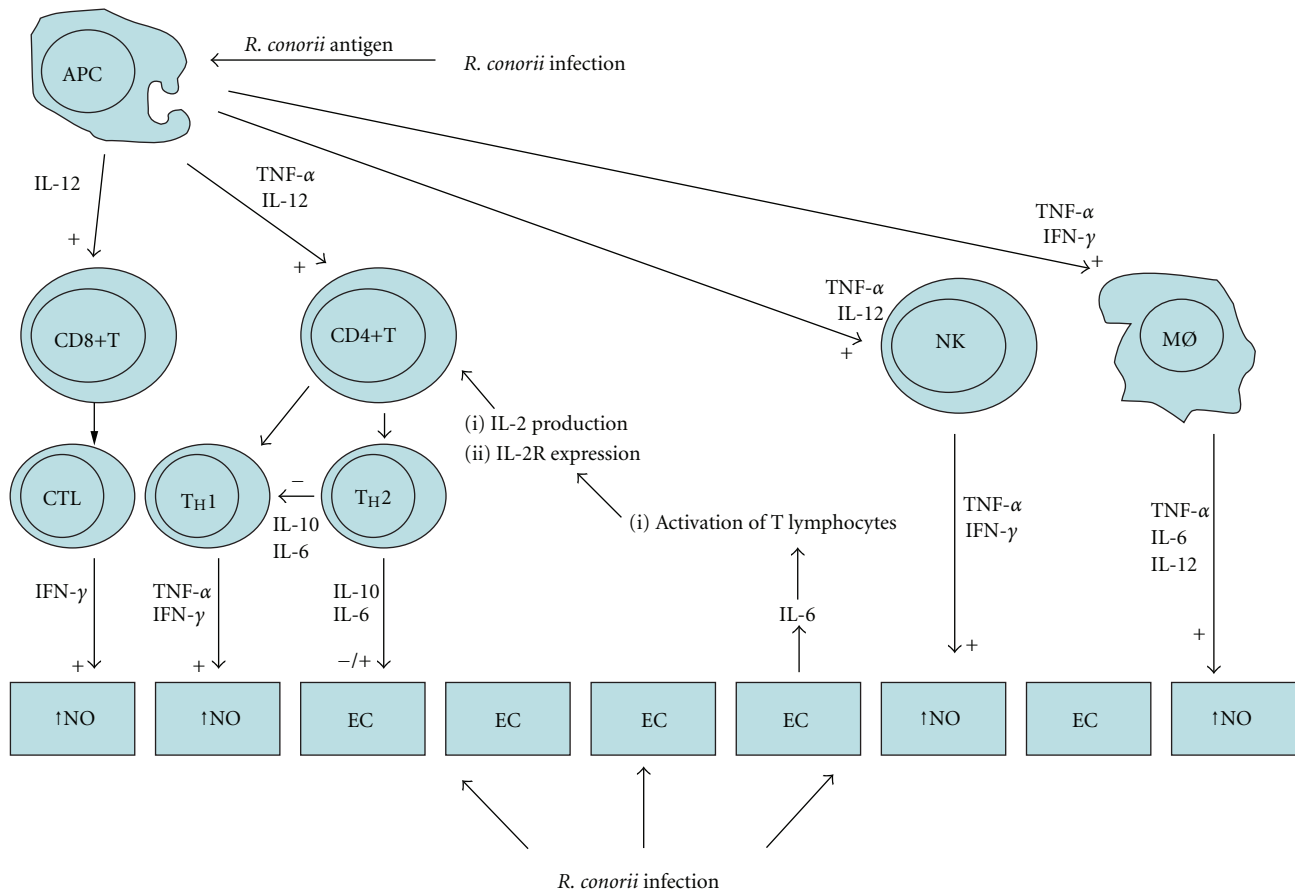 R. conorii antigen
R. conorii infection
APC
IL-12
+
TNF-α
IL-12
+
TNF-α
IL-12
+
TNF-α
IFN-γ
+
CD8+T
CD4+T
NK
MØ
(i) IL-2 production
(ii) IL-2R expression
CTL
TH1
−
IL-10
IL-6
TH2
(i) Activation of T lymphocytes
IL-6
IFN-γ
+
TNF-α
IFN-γ
+
IL-10
IL-6
−/+
TNF-α
IFN-γ
+
TNF-α
IL-6
IL-12
+
↑NO
↑NO
EC
EC
EC
EC
↑NO
EC
↑NO
R. conorii infection